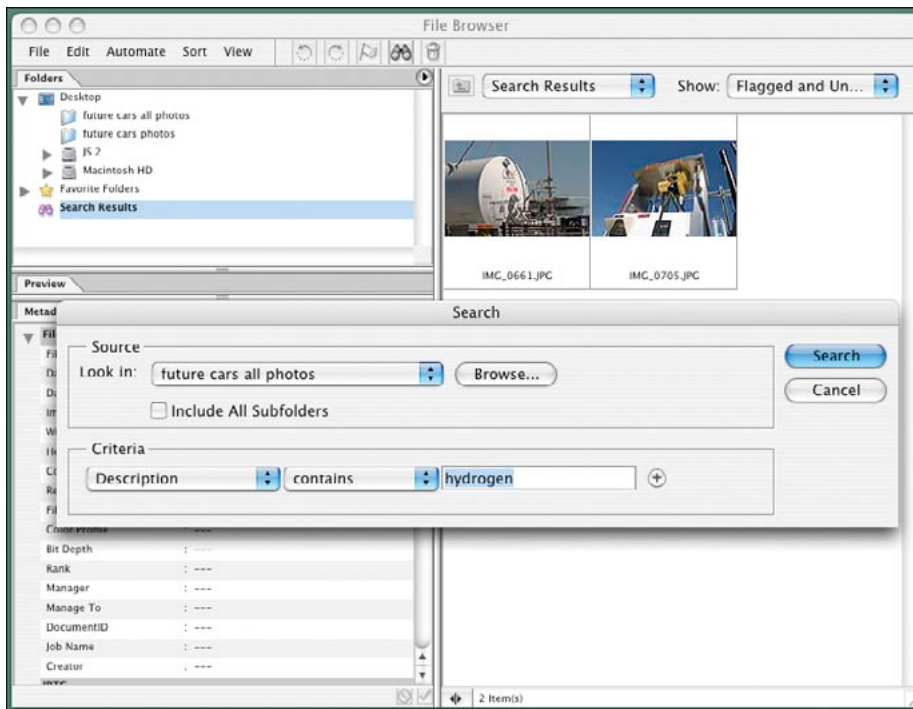 File Browser
File Edit Automate Sort View
Folders
Desktop
future cars all photos
future cars photos
JS 2
Macintosh HD
Favorite Folders
Search Results
Search Results Show: Flagged and Un...
IMG_0661.JPG
IMG_0705.JPG
Preview
Metad
Search
Source
Look in: future cars all photos Browse...
Include All Subfolders
Search
Cancel
Criteria
Description contains hydrogen
Color Profile : ---
Bit Depth : ---
Rank : ---
Manager : ---
Manage To : ---
DocumentID : ---
Job Name : ---
Creator : ---
IPTC
2 Item(s)